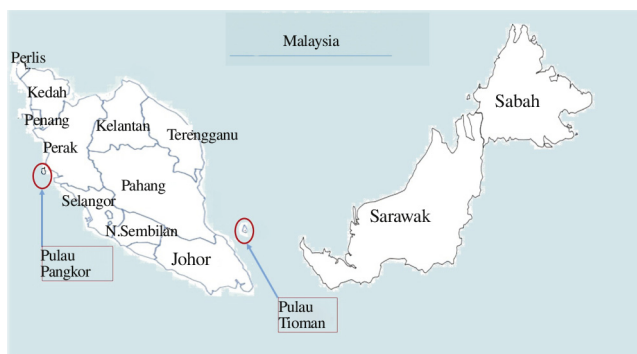 Malaysia
Perlis
Kedah
Penang
Kelantan
Terengganu
Perak
Pahang
Selangor
N.Sembilan
Johor
Sabah
Sarawak
Pulau
Pangkor
Pulau
Tioman